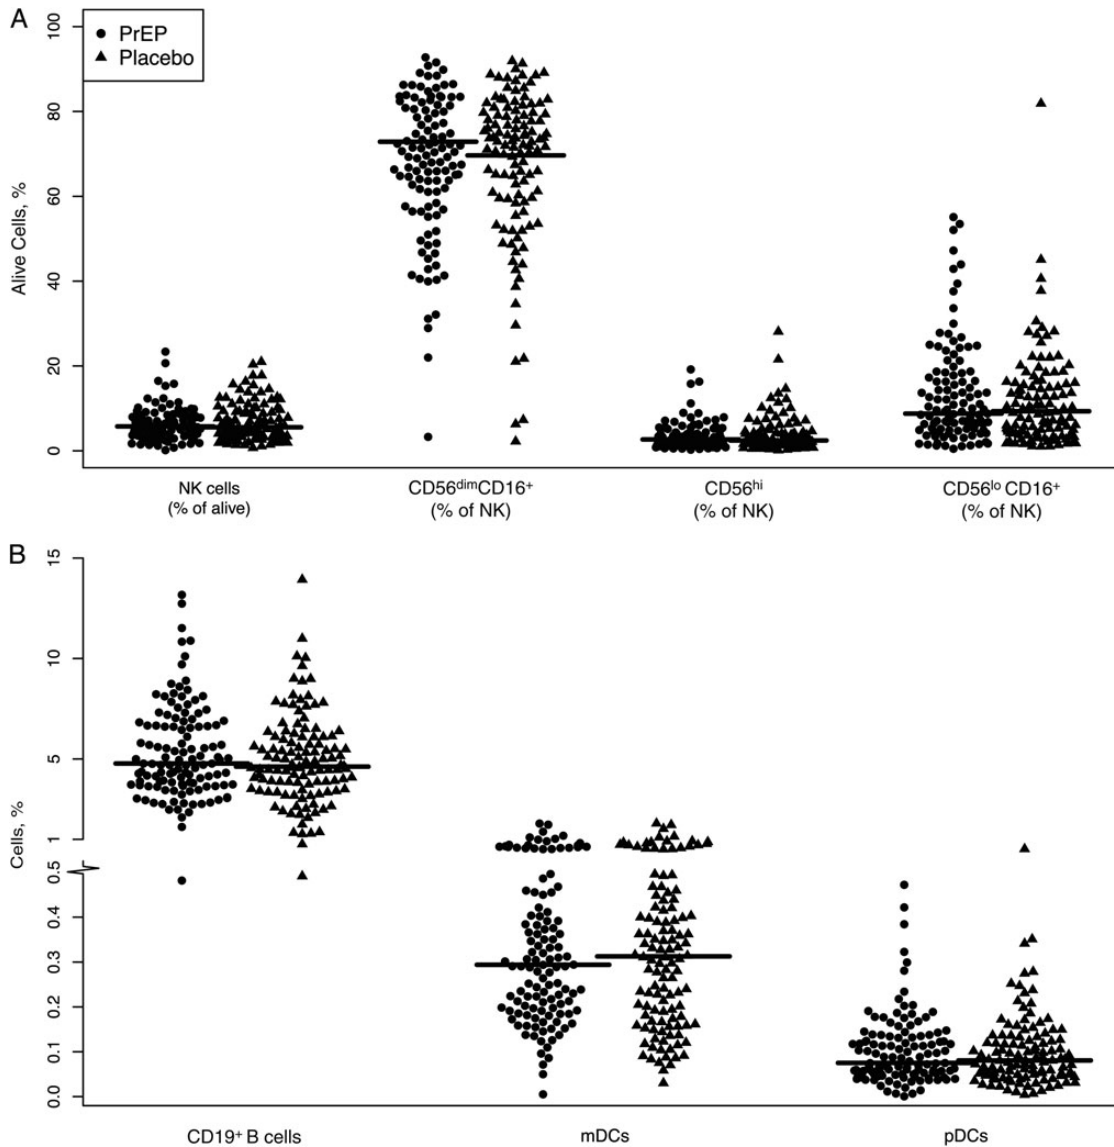 A
PrEP
Placebo
Alive Cells, %
100
80
60
40
20
0
NK cells
(% of alive)
CD56dimCD16+
(% of NK)
CD56hi
(% of NK)
CD56lo CD16+
(% of NK)
B
Cells, %
15
10
5
1
0.5
0.4
0.3
0.2
0.1
0.0
CD19+ B cells
mDCs
pDCs